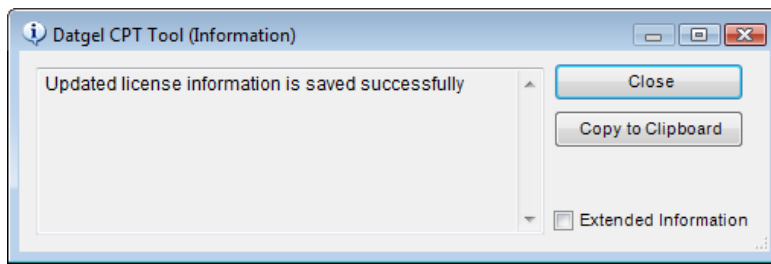 Datgel CPT Tool (Information)
Updated license information is saved successfully
Close
Copy to Clipboard
Extended Information